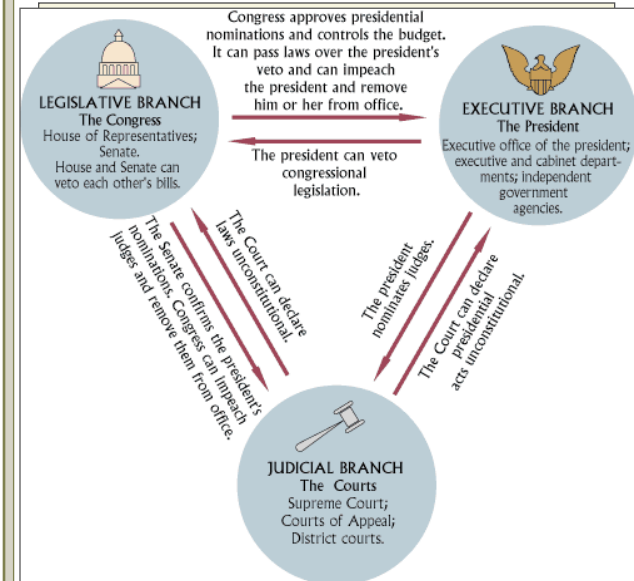 Congress approves presidential
nominations and controls the budget.
It can pass laws over the president's
veto and can impeach
the president and remove
him or her from office.
LEGISLATIVE BRANCH
The Congress
House of Representatives;
Senate.
House and Senate can
veto each other's bills.
EXECUTIVE BRANCH
The President
Executive office of the president;
executive and cabinet depart-
ments; independent
government
agencies.
The president can veto
congressional
legislation.
The Senate confirms the president's
nominations. Congress can impeach
judges and remove them from office.
The Court can declare
laws unconstitutional.
The president
nominates judges.
The Court can declare
presidential
acts unconstitutional.
JUDICIAL BRANCH
The Courts
Supreme Court;
Courts of Appeal;
District courts.